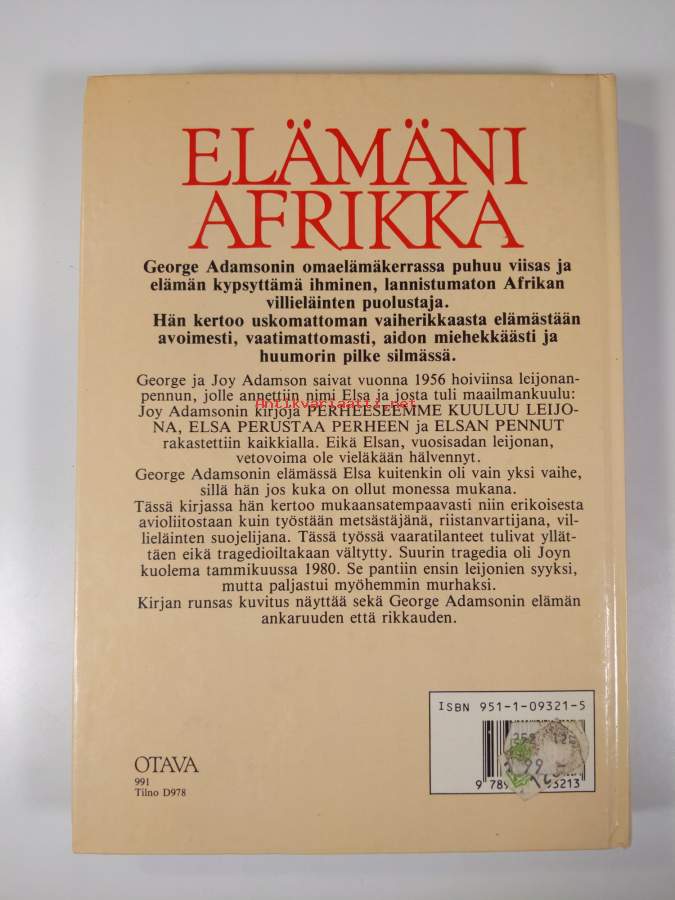 ELÄMÄNI
AFRIKKA
George Adamsonin omaelämäkerrassa puhuu viisas ja
elämän kypsyttämä ihminen, lannistumaton Afrikan
villieläinten puolustaja.
Hän kertoo uskomattoman vaiherikkaasta elämästään
avoimesti, vaatimattomasti, aidon miehekkäästi ja
huumorin pilke silmässä.
George ja Joy Adamson saivat vuonna 1956 hoiviinsa leijonan-
pennun, jolle annettiin nimi Elsa ja josta tuli maailmankuulu:
Antikvariaatti.net
Joy Adamsonin kirjoja PERHEESEEMME KUULUU LEIJO-
NA, ELSA PERUSTAA PERHEEN ja ELSAN PENNUT
rakastettiin kaikkialla. Eikä Elsan, vuosisadan leijonan,
vetovoima ole vieläkään hälvennyt.
George Adamsonin elämässä Elsa kuitenkin oli vain yksi vaihe,
sillä hän jos kuka on ollut monessa mukana.
Tässä kirjassa hän kertoo mukaansatempaavasti niin erikoisesta
avioliitostaan kuin työstään metsästäjänä, riistanvartijana, vil-
lieläinten suojelijana. Tässä työssä vaaratilanteet tulivat yllät-
täen eikä tragedioiltakaan vältytty. Suurin tragedia oli Joyn
kuolema tammikuussa 1980. Se pantiin ensin leijonien syyksi,
mutta paljastui myöhemmin murhaksi.
Kirjan runsas kuvitus näyttää sekä George Adamsonin elämän
ankaruuden että rikkauden.
ISBN 951-1-09321-5
OTAVA
991
Tilno D978